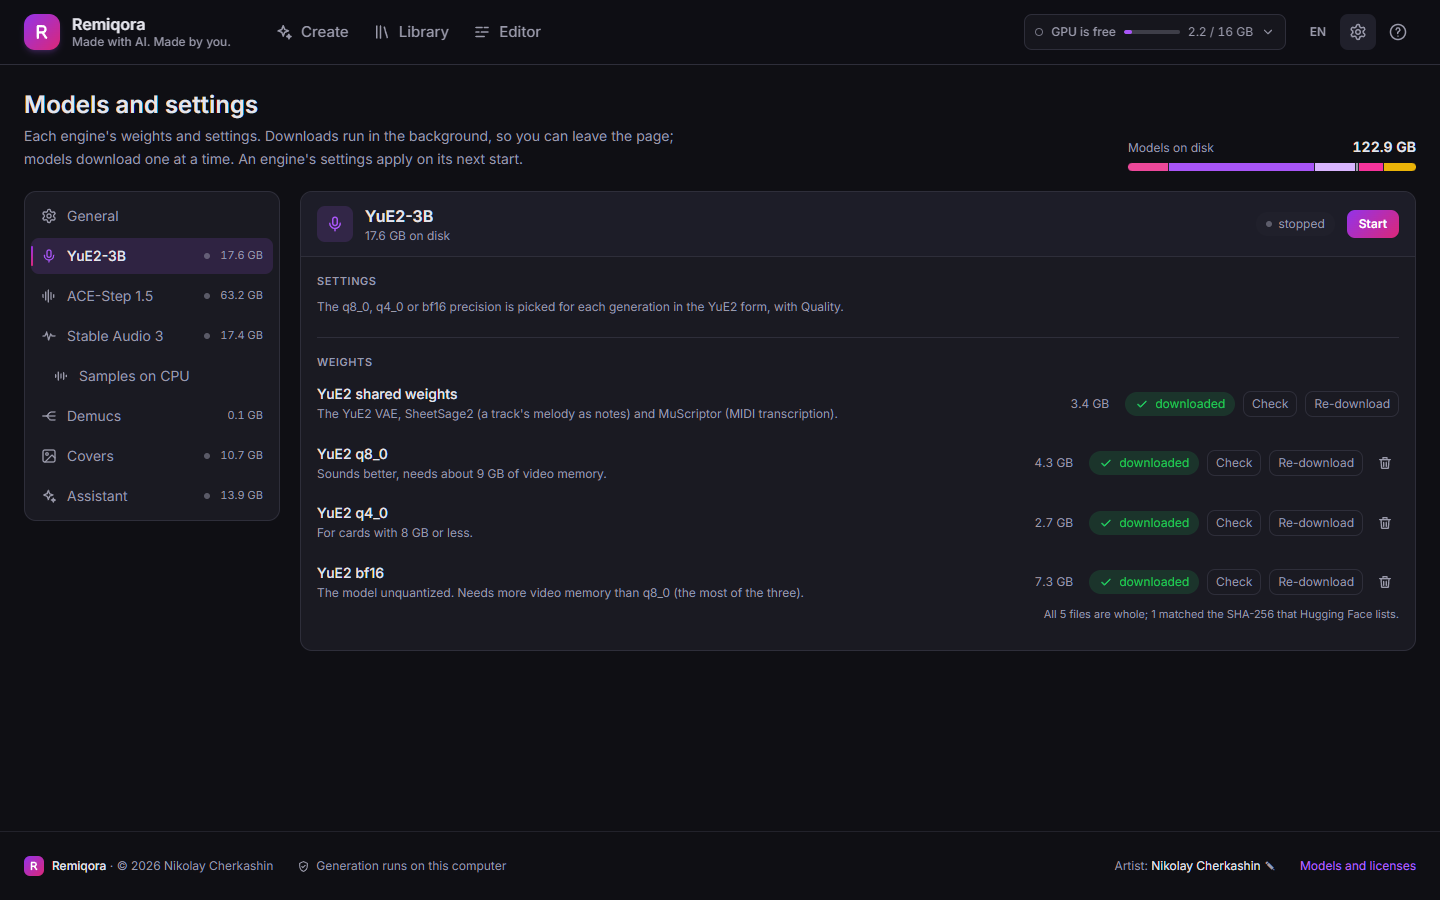 R
Remiqora
Made with AI. Made by you.
Create
Library
Editor
GPU is free
2.2 / 16 GB
EN
Models and settings
Each engine's weights and settings. Downloads run in the background, so you can leave the page;
models download one at a time. An engine's settings apply on its next start.
Models on disk
122.9 GB
General
YuE2-3B
17.6 GB
ACE-Step 1.5
63.2 GB
Stable Audio 3
17.4 GB
Samples on CPU
Demucs
0.1 GB
Covers
10.7 GB
Assistant
13.9 GB
YuE2-3B
17.6 GB on disk
stopped
Start
SETTINGS
The q8_0, q4_0 or bf16 precision is picked for each generation in the YuE2 form, with Quality.
WEIGHTS
YuE2 shared weights
The YuE2 VAE, SheetSage2 (a track's melody as notes) and MuScriptor (MIDI transcription).
3.4 GB
downloaded
Check
Re-download
YuE2 q8_0
Sounds better, needs about 9 GB of video memory.
4.3 GB
downloaded
Check
Re-download
YuE2 q4_0
For cards with 8 GB or less.
2.7 GB
downloaded
Check
Re-download
YuE2 bf16
The model unquantized. Needs more video memory than q8_0 (the most of the three).
7.3 GB
downloaded
Check
Re-download
All 5 files are whole; 1 matched the SHA-256 that Hugging Face lists.
R
Remiqora · © 2026 Nikolay Cherkashin
Generation runs on this computer
Artist: Nikolay Cherkashin
Models and licenses